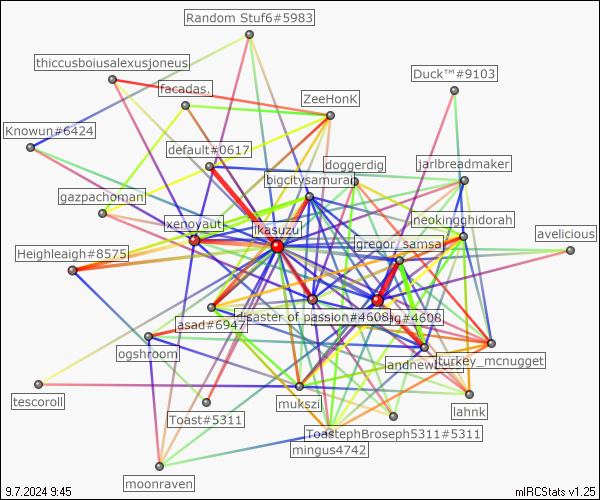 Random Stuf6#5983
thiccusboiusalexusjoneus
Duck™#9103
facadas.
ZeeHonK
Knowun#6424
default#0617
doggerdig
jarlbreadmaker
bigcitysamurai
gazpachoman
xenoyaut
ikasuzu
neokingghidorah
avelicious
gregor_samsa
Heighleaigh#8575
disaster of passion#4608
#4608
asad#6947
ogshroom
turkey_mcnugget
tescoroll
mukszi
lahnk
Toast#5311
ToastephBroseph5311#5311
mingus4742
moonraven
9.7.2024 9:45
mIRCStats v1.25